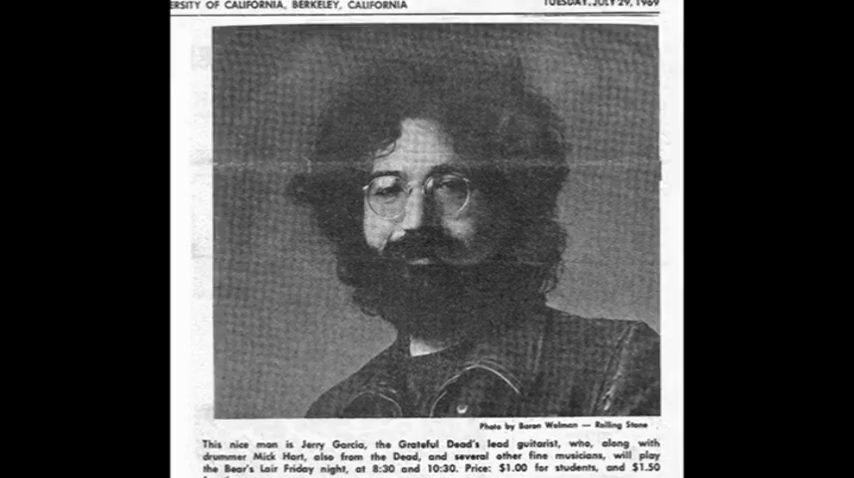 ERSITY OF CALIFORNIA, BERKELEY, CALIFORNIA TUESDAY, JULY 29, 1969
Photo by Baron Wolman — Rolling Stone
This nice man is Jerry Garcia, the Grateful Dead's lead guitarist, who, along with
drummer Mick Hart, also from the Dead, and several other fine musicians, will play
the Bear's Lair Friday night, at 8:30 and 10:30. Price: $1.00 for students, and $1.50